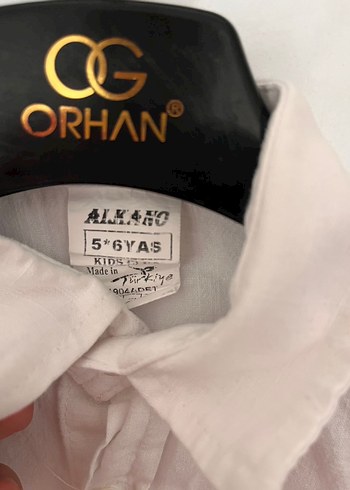 OG
ORHAN®
ALKANO
5*6YAS
KIDS
Made in
Türkiye